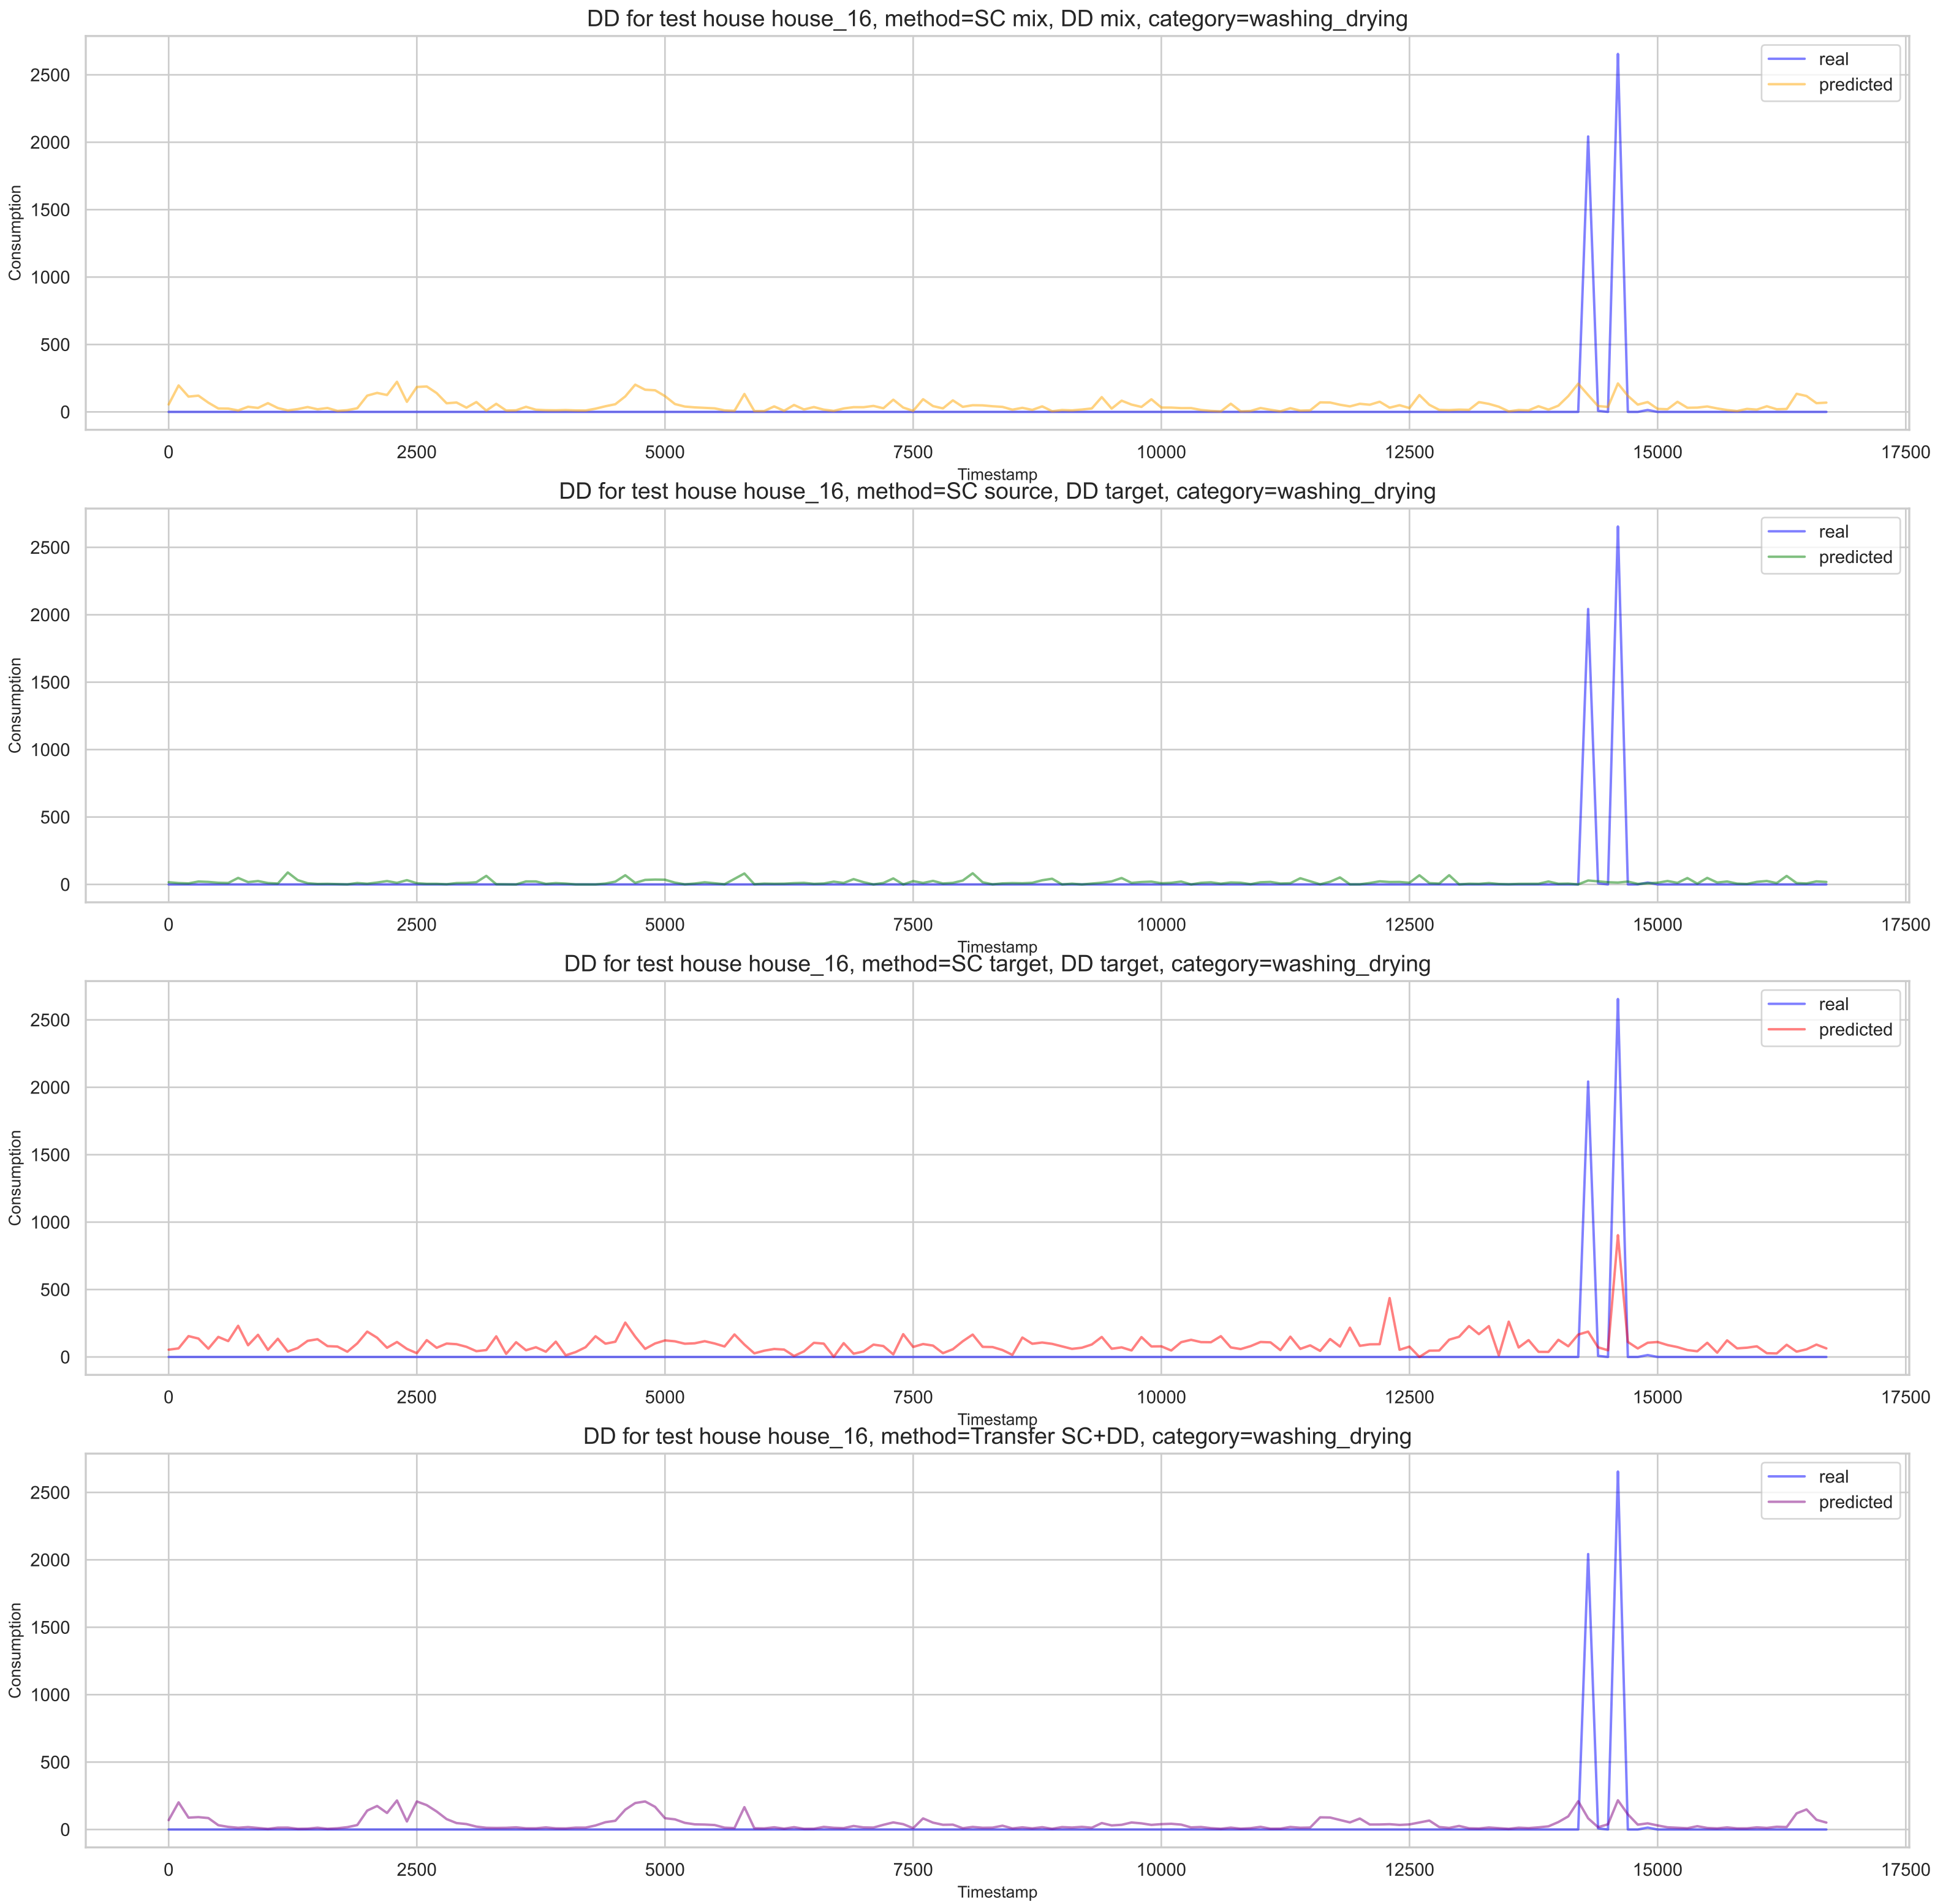 DD for test house house_16, method=SC mix, DD mix, category=washing_drying
real
predicted
2500
2000
1500
1000
500
0
Consumption
0 2500 5000 7500 10000 12500 15000 17500
Timestamp
DD for test house house_16, method=SC source, DD target, category=washing_drying
real
predicted
2500
2000
1500
1000
500
0
Consumption
0 2500 5000 7500 10000 12500 15000 17500
Timestamp
DD for test house house_16, method=SC target, DD target, category=washing_drying
real
predicted
2500
2000
1500
1000
500
0
Consumption
0 2500 5000 7500 10000 12500 15000 17500
Timestamp
DD for test house house_16, method=Transfer SC+DD, category=washing_drying
real
predicted
2500
2000
1500
1000
500
0
Consumption
0 2500 5000 7500 10000 12500 15000 17500
Timestamp